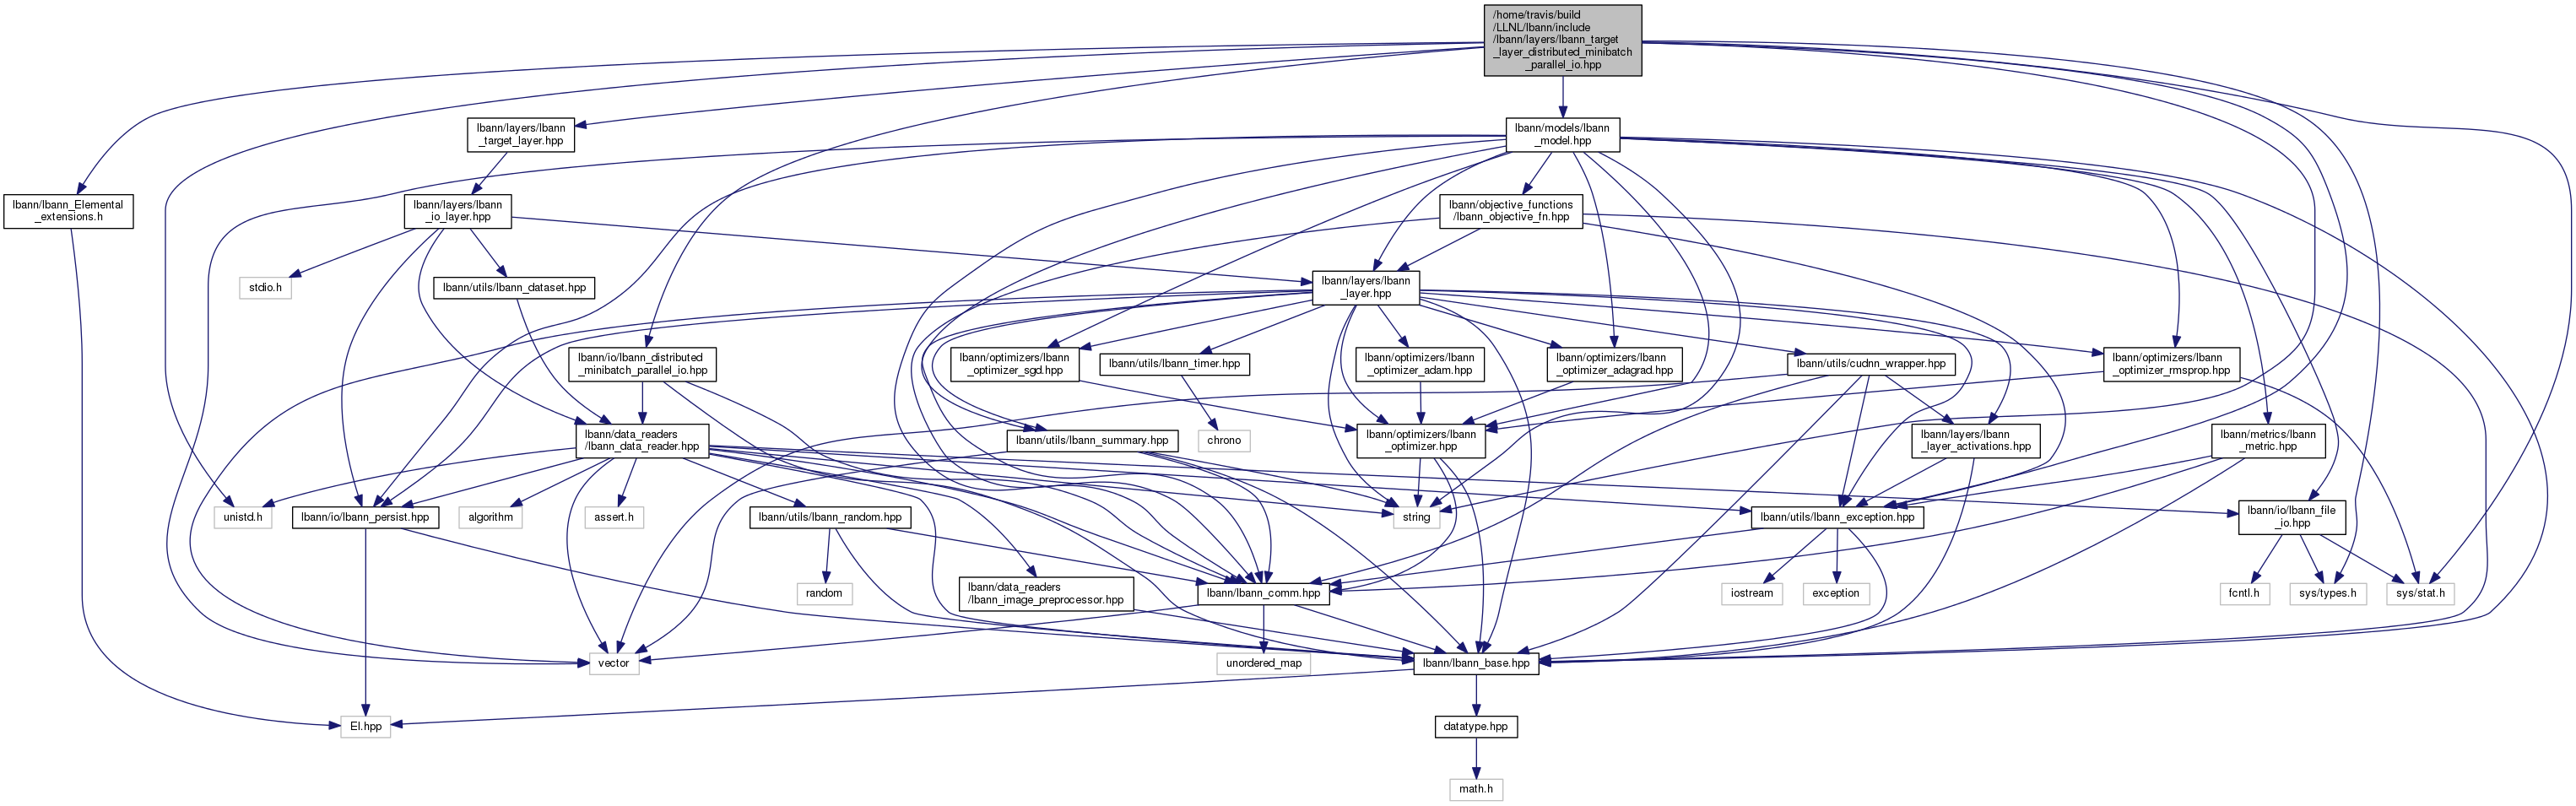 /home/travis/build
/LLNL/lbann/include
/lbann/layers/lbann_target
_layer_distributed_minibatch
_parallel_io.hpp
lbann/layers/lbann
_target_layer.hpp
lbann/models/lbann
_model.hpp
lbann/lbann_Elemental
_extensions.h
lbann/layers/lbann
_io_layer.hpp
lbann/objective_functions
/lbann_objective_fn.hpp
stdio.h
lbann/utils/lbann_dataset.hpp
lbann/layers/lbann
_layer.hpp
lbann/io/lbann_distributed
_minibatch_parallel_io.hpp
lbann/optimizers/lbann
_optimizer_sgd.hpp
lbann/utils/lbann_timer.hpp
lbann/optimizers/lbann
_optimizer_adam.hpp
lbann/optimizers/lbann
_optimizer_adagrad.hpp
lbann/utils/cudnn_wrapper.hpp
lbann/optimizers/lbann
_optimizer_rmsprop.hpp
lbann/data_readers
/lbann_data_reader.hpp
lbann/utils/lbann_summary.hpp
chrono
lbann/optimizers/lbann
_optimizer.hpp
lbann/layers/lbann
_layer_activations.hpp
lbann/metrics/lbann
_metric.hpp
unistd.h
lbann/io/lbann_persist.hpp
algorithm
assert.h
lbann/utils/lbann_random.hpp
string
lbann/utils/lbann_exception.hpp
lbann/io/lbann_file
_io.hpp
random
lbann/data_readers
/lbann_image_preprocessor.hpp
lbann/lbann_comm.hpp
iostream
exception
fcntl.h
sys/types.h
sys/stat.h
vector
unordered_map
lbann/lbann_base.hpp
El.hpp
datatype.hpp
math.h